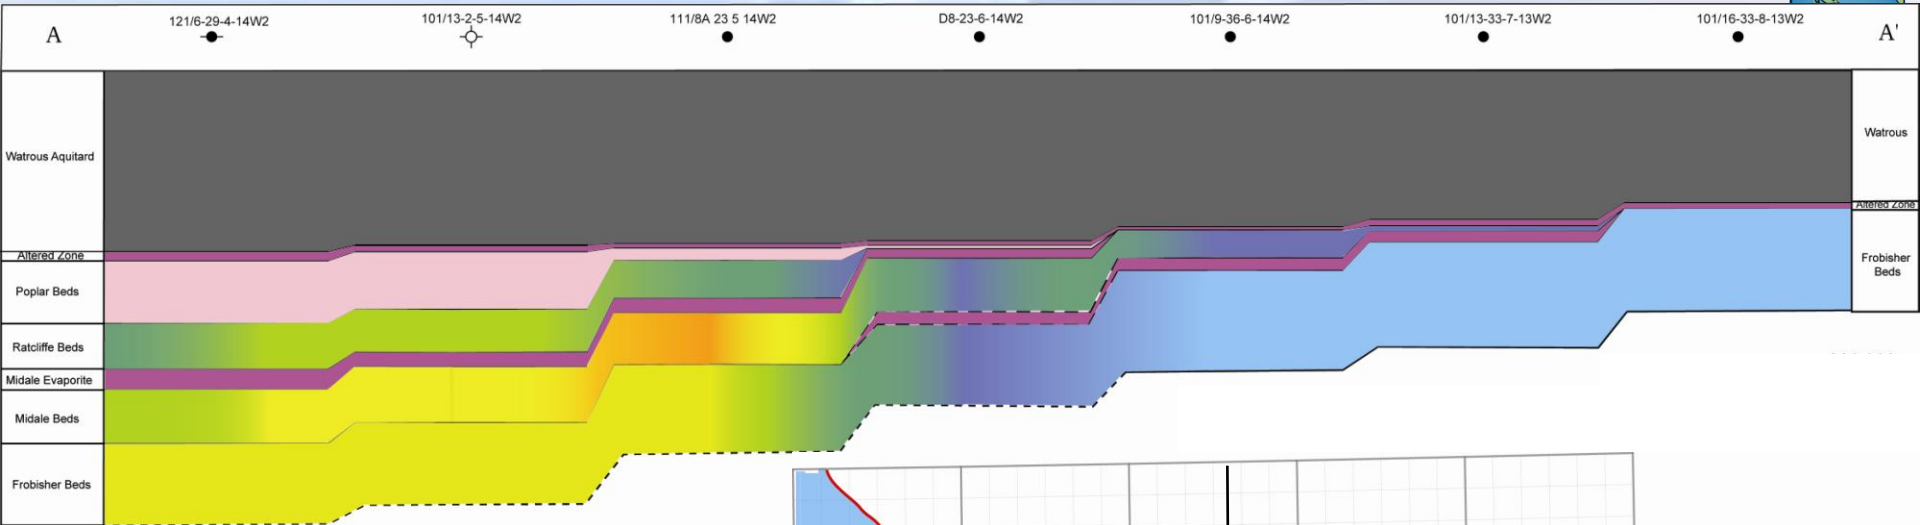 A
121/6-29-4-14W2
101/13-2-5-14W2
111/8A 23 5 14W2
D8-23-6-14W2
101/9-36-6-14W2
101/13-33-7-13W2
101/16-33-8-13W2
A'
Watrous Aquitard
Altered Zone
Poplar Beds
Ratcliffe Beds
Midale Evaporite
Midale Beds
Frobisher Beds
Watrous
Altered Zone
Frobisher
Beds